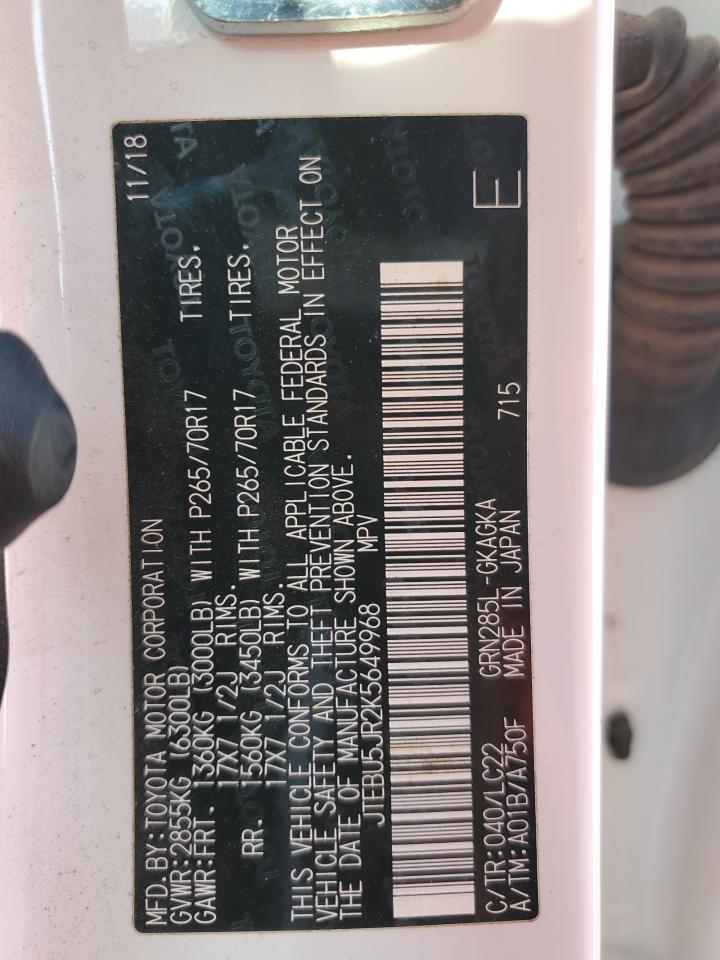 MFD. BY:TOYOTA MOTOR CORPORATION 11/18
GVWR:2855KG (6300LB)
GAWR:FRT. 1360KG (3000LB) WITH P265/70R17 TIRES,
17X7 1/2J RIMS.
RR. 1560KG (3450LB) WITH P265/70R17 TIRES,
17X7 1/2J RIMS.
THIS VEHICLE CONFORMS TO ALL APPLICABLE FEDERAL MOTOR
VEHICLE SAFETY AND THEFT PREVENTION STANDARDS IN EFFECT ON
THE DATE OF MANUFACTURE SHOWN ABOVE.
JTEBU5JR2K5649968 MPV
C/TR:040/LC22 GRN285L-GKAGKA E
A/TM:A01B/A750F MADE IN JAPAN 715